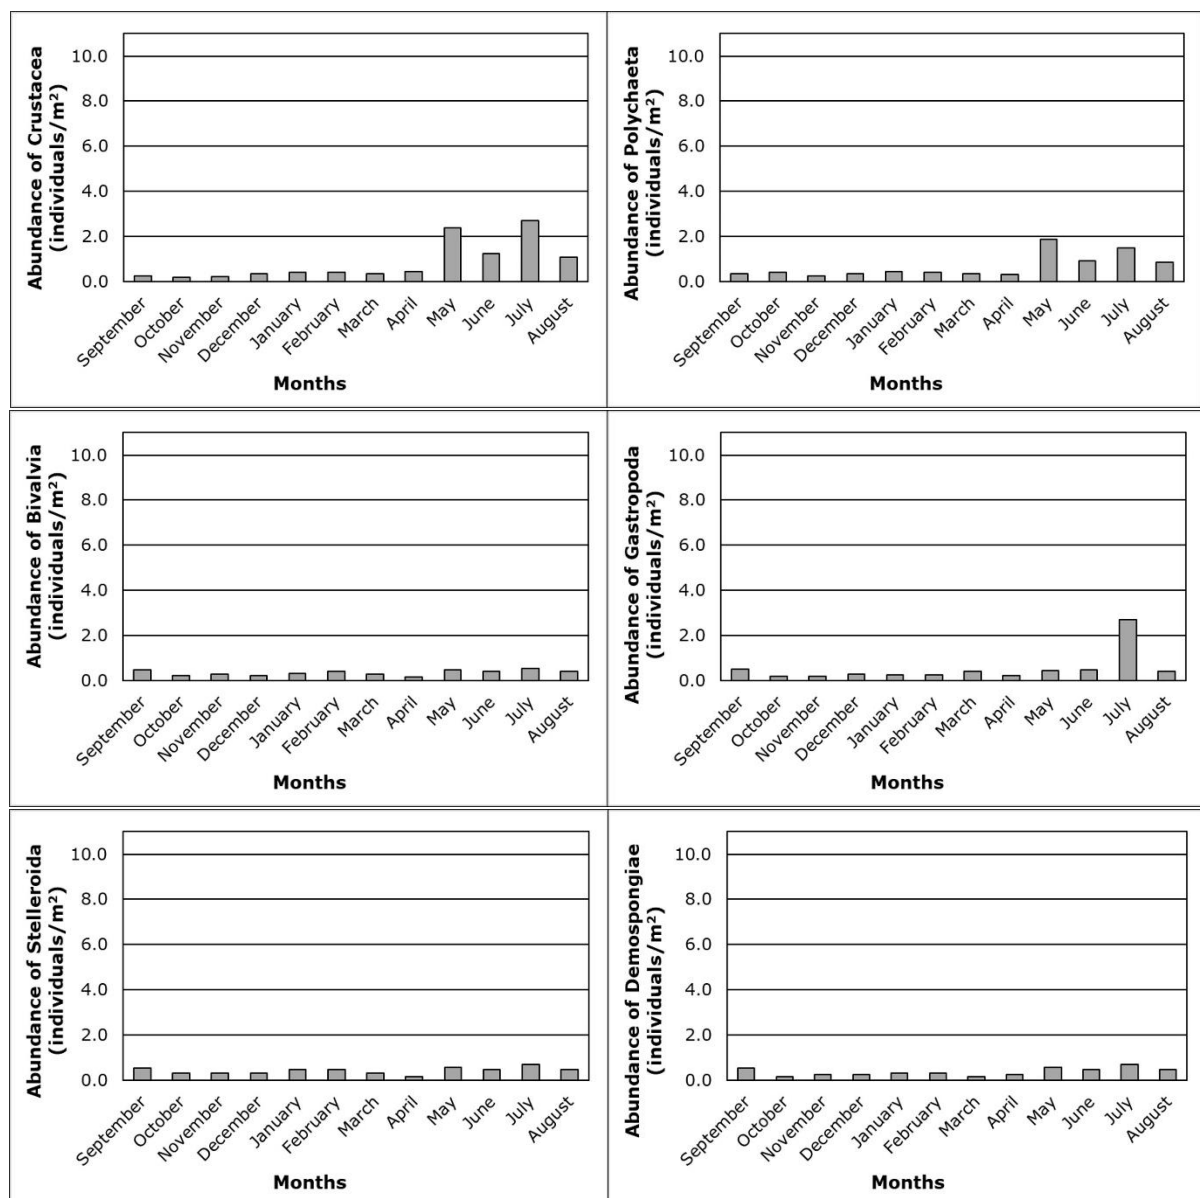 Abundance of Crustacea
(individuals/m²)
10.0
8.0
6.0
4.0
2.0
0.0
September
October
November
December
January
February
March
April
May
June
July
August
Months
Abundance of Polychaeta
(individuals/m²)
10.0
8.0
6.0
4.0
2.0
0.0
September
October
November
December
January
February
March
April
May
June
July
August
Months
Abundance of Bivalvia
(individuals/m²)
10.0
8.0
6.0
4.0
2.0
0.0
September
October
November
December
January
February
March
April
May
June
July
August
Months
Abundance of Gastropoda
(individuals/m²)
10.0
8.0
6.0
4.0
2.0
0.0
September
October
November
December
January
February
March
April
May
June
July
August
Months
Abundance of Stelleroida
(individuals/m²)
10.0
8.0
6.0
4.0
2.0
0.0
September
October
November
December
January
February
March
April
May
June
July
August
Months
Abundance of Demospongiae
(individuals/m²)
10.0
8.0
6.0
4.0
2.0
0.0
September
October
November
December
January
February
March
April
May
June
July
August
Months